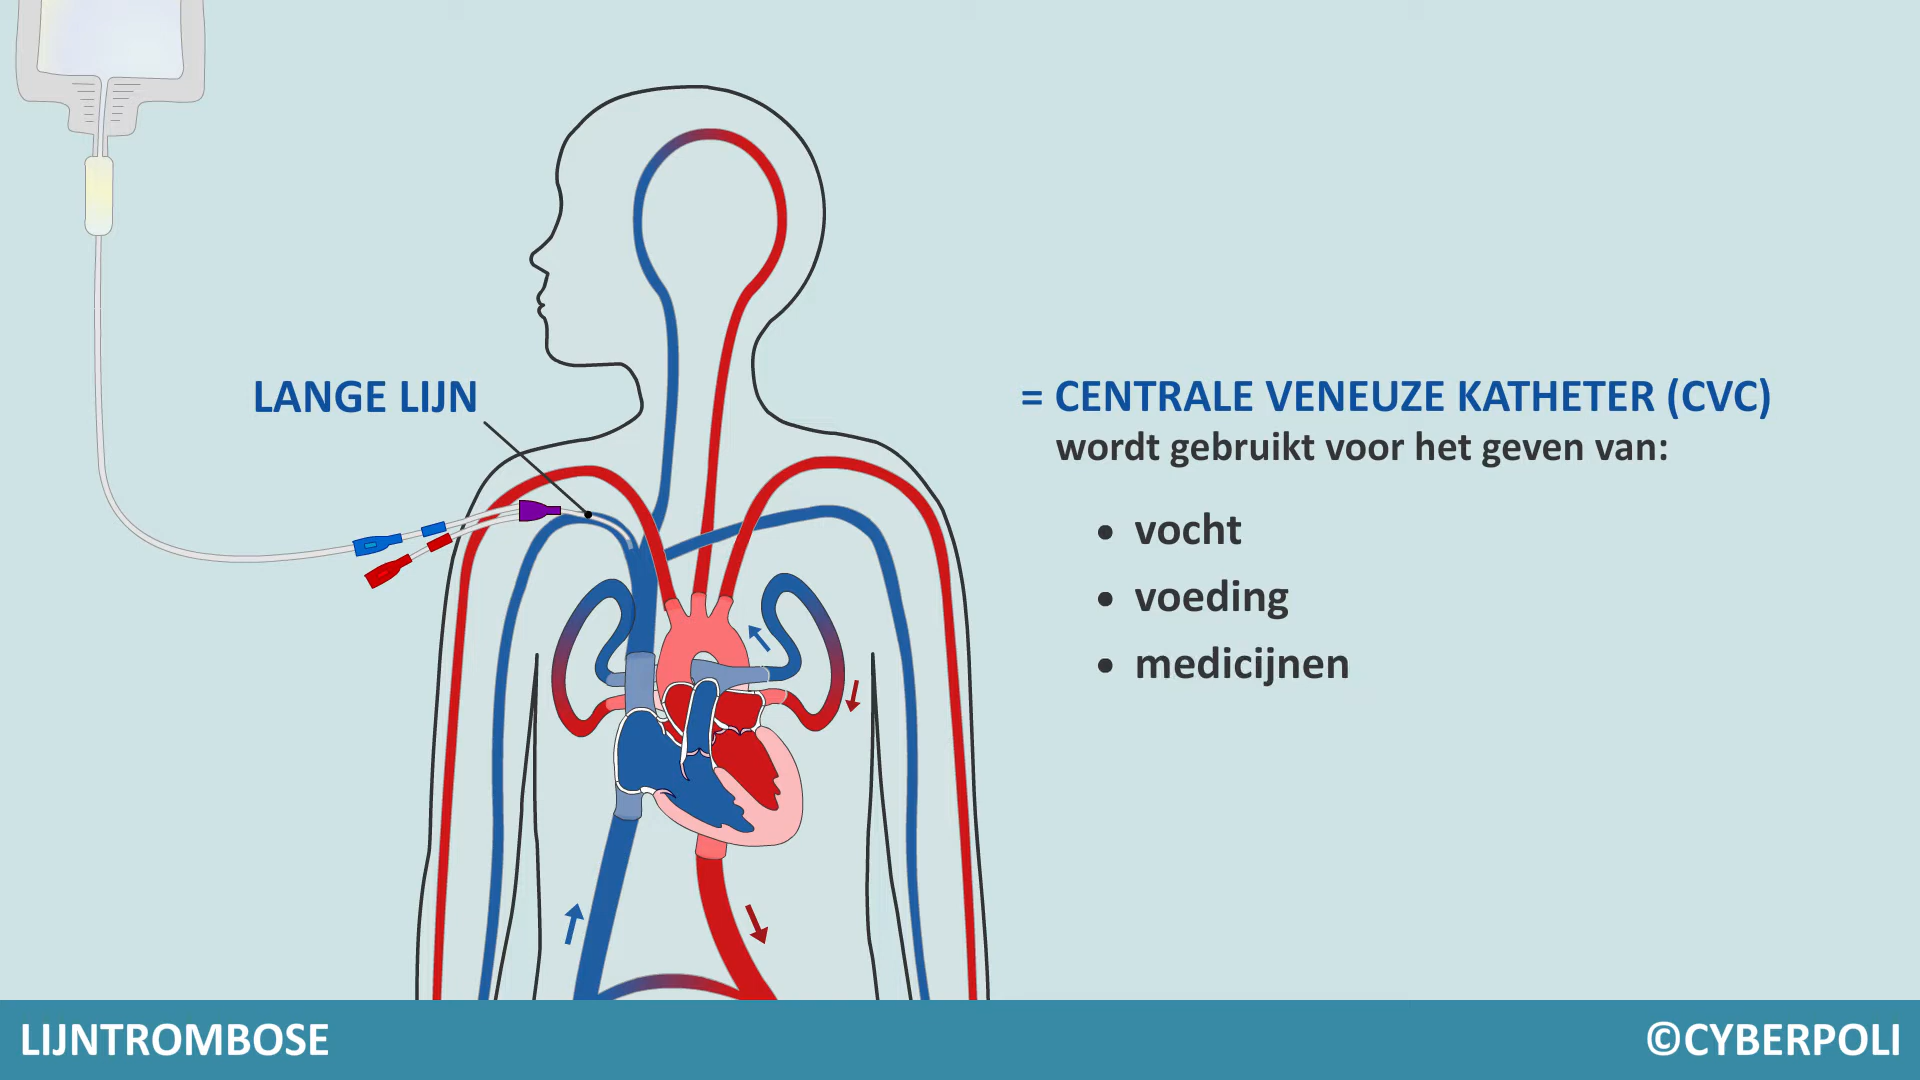 LANGE LIJN
= CENTRALE VENEUZE KATHETER (CVC)
wordt gebruikt voor het geven van:
• vocht
• voeding
• medicijnen
LIJNTROMBOSE
©CYBERPOLI